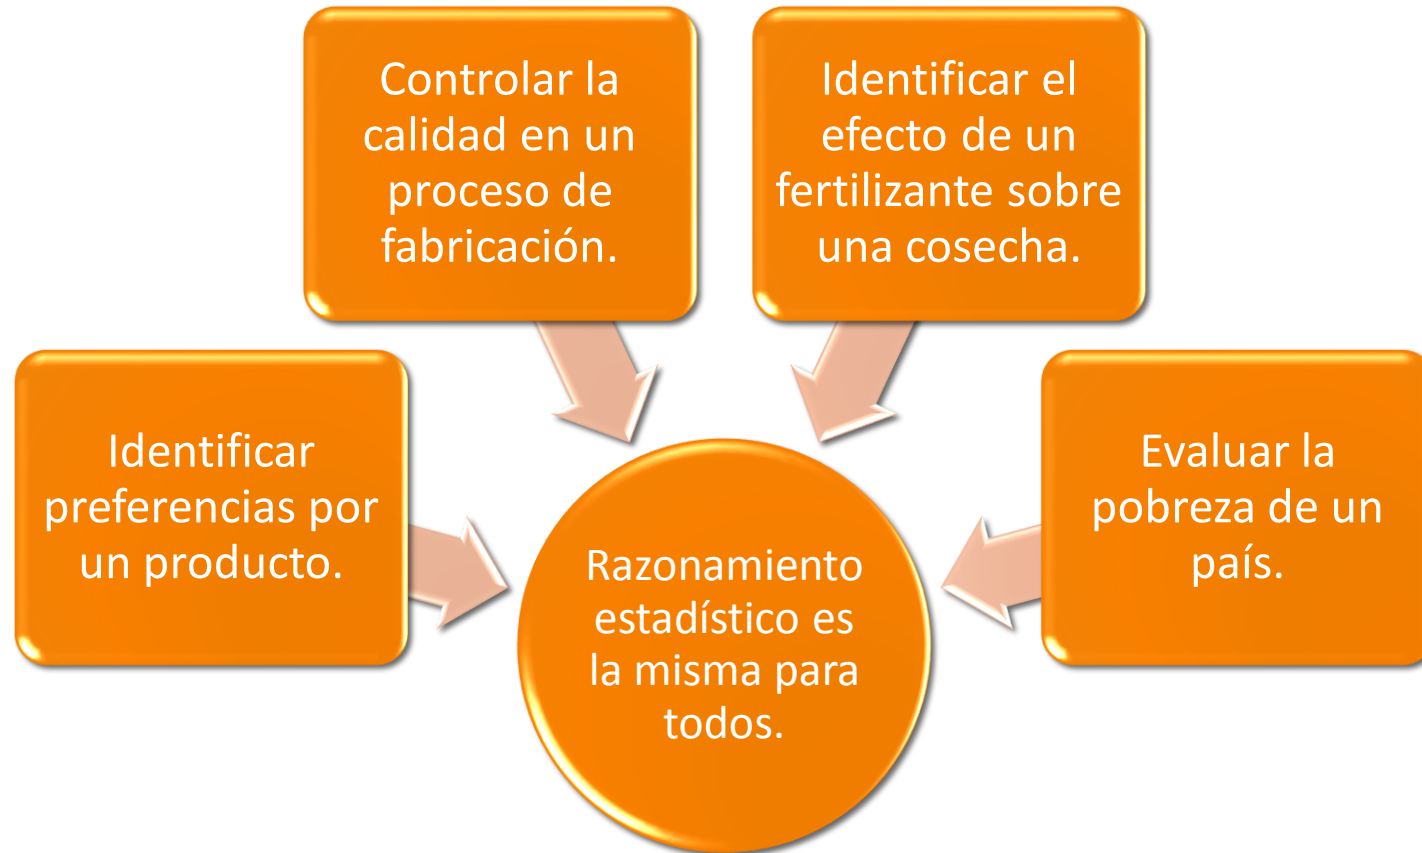 Controlar la
calidad en un
proceso de
fabricación.
Identificar el
efecto de un
fertilizante sobre
una cosecha.
Identificar
preferencias por
un producto.
Evaluar la
pobreza de un
país.
Razonamiento
estadístico es
la misma para
todos.